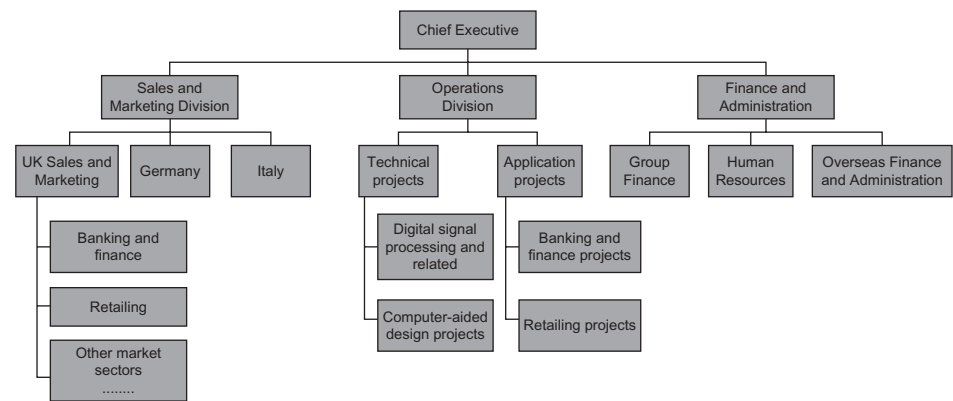 Chief Executive
Sales and
Marketing Division
Operations
Division
Finance and
Administration
UK Sales and
Marketing
Germany
Italy
Technical
projects
Application
projects
Group
Finance
Human
Resources
Overseas Finance
and Administration
Banking and
finance
Retailing
Other market
sectors
........
Digital signal
processing and
related
Computer-aided
design projects
Banking and
finance projects
Retailing projects